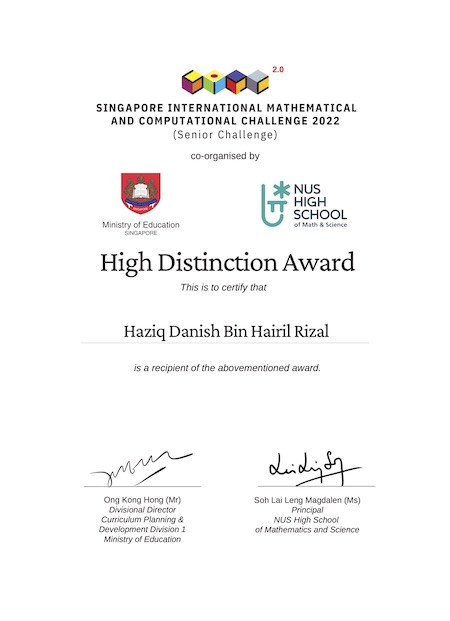 2.0
SINGAPORE INTERNATIONAL MATHEMATICAL
AND COMPUTATIONAL CHALLENGE 2022
(Senior Challenge)
co-organised by
Ministry of Education
SINGAPORE
NUS
HIGH
SCHOOL
of Math & Science
High Distinction Award
This is to certify that
Haziq Danish Bin Hairil Rizal
is a recipient of the abovementioned award.
Ong Kong Hong (Mr)
Divisional Director
Curriculum Planning &
Development Division 1
Ministry of Education
Soh Lai Leng Magdalen (Ms)
Principal
NUS High School
of Mathematics and Science